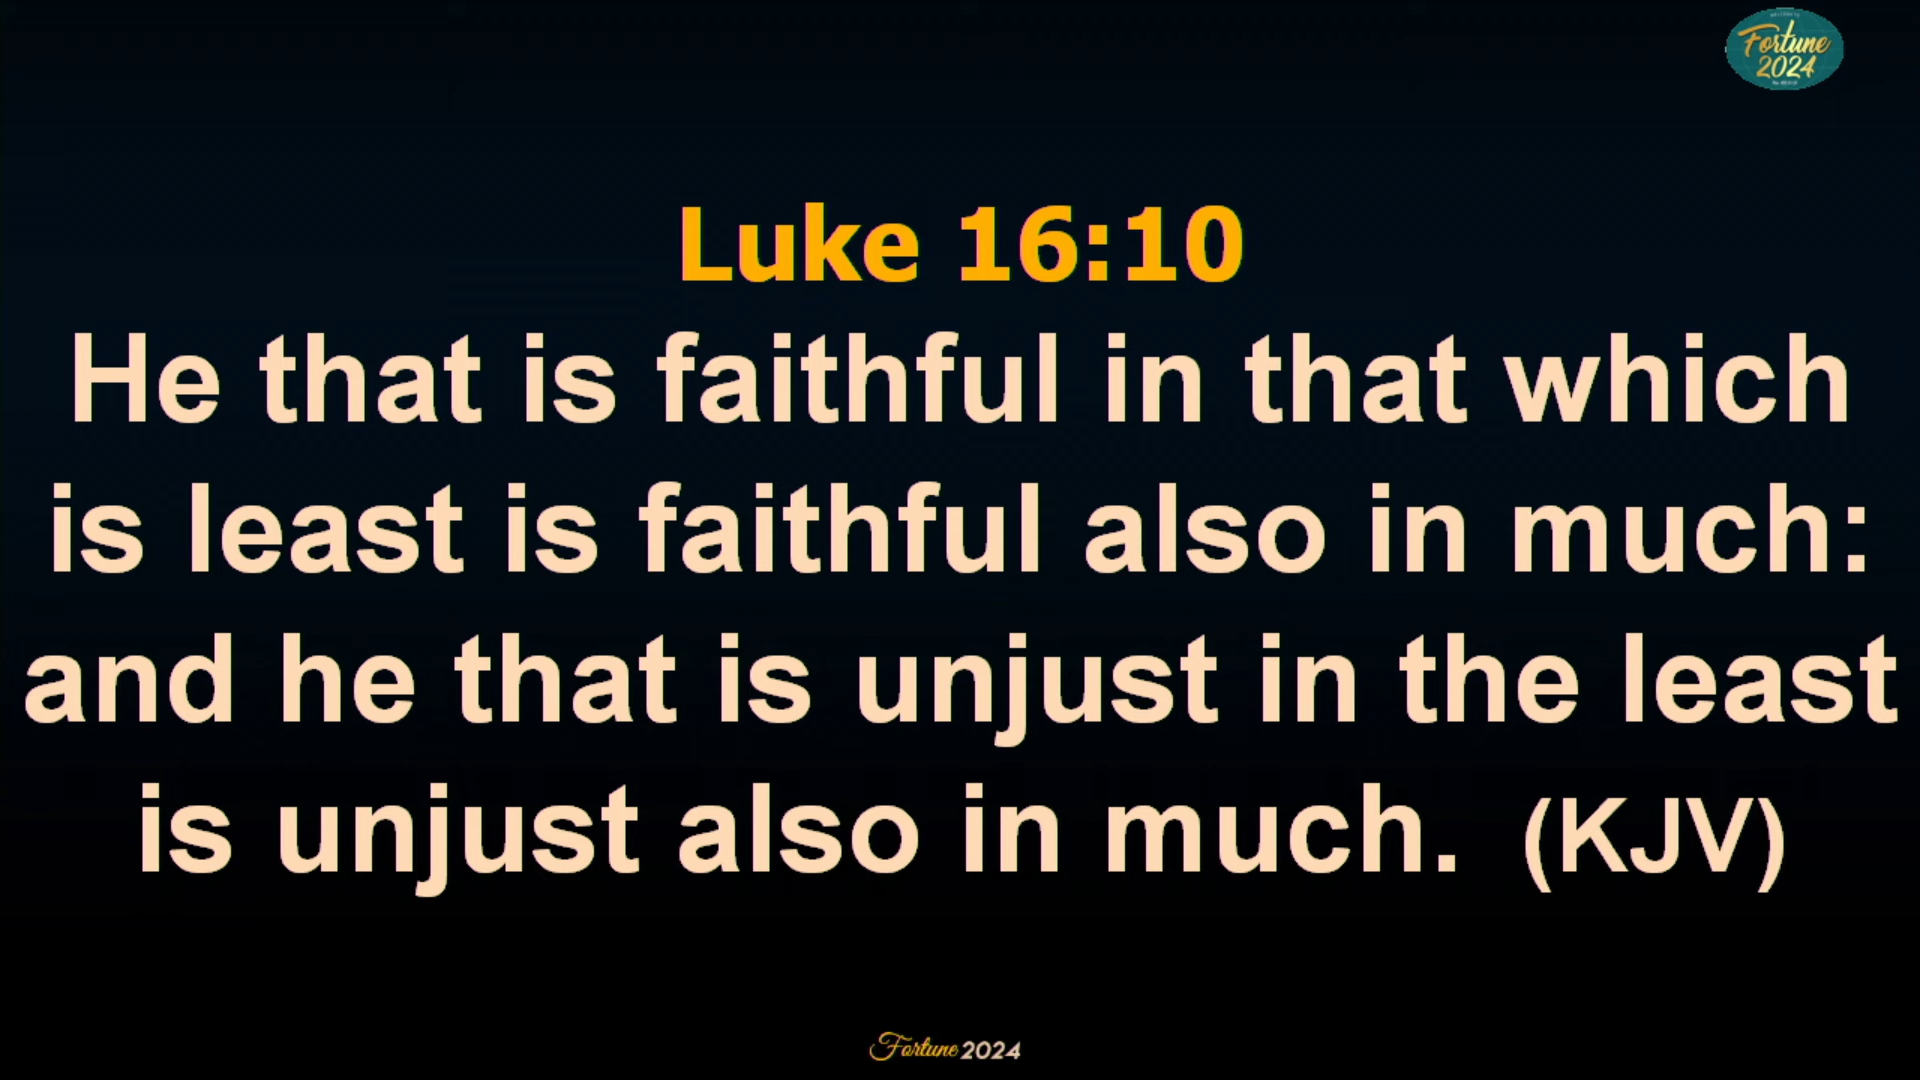 Fortune
2024
Luke 16:10
He that is faithful in that which
is least is faithful also in much:
and he that is unjust in the least
is unjust also in much. (KJV)
Fortune 2024